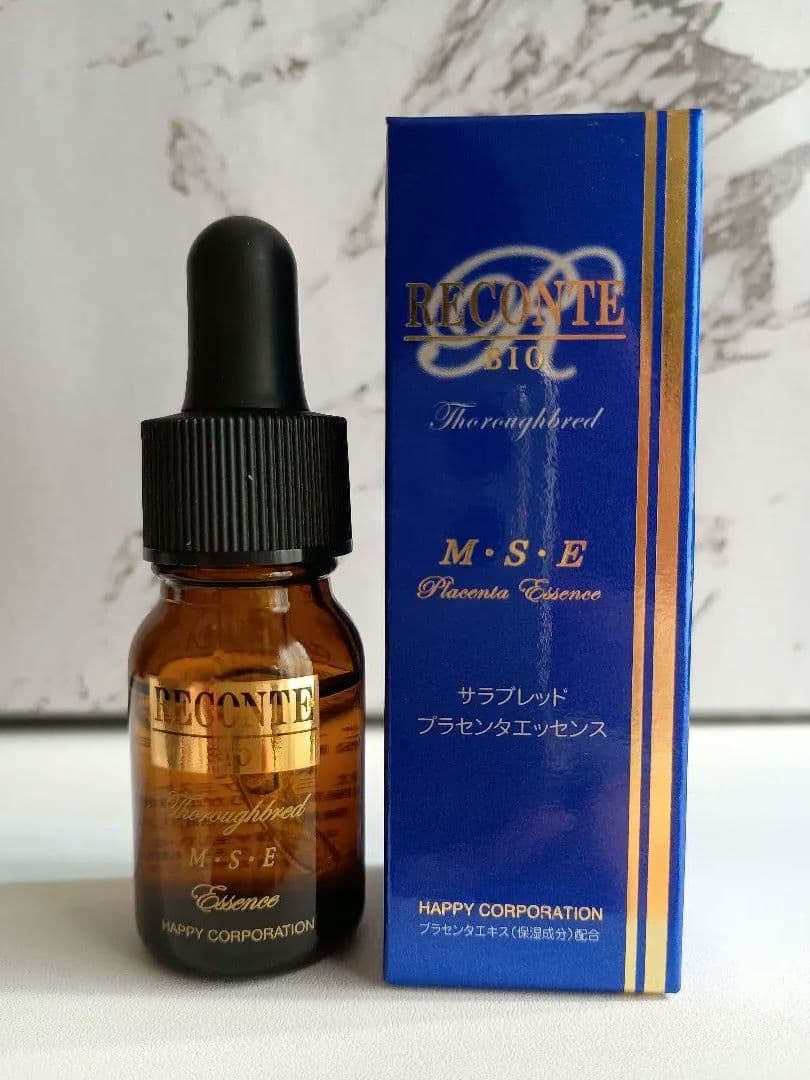 RECONTE
BIO
Thoroughbred
M・S・E
Essence
HAPPY CORPORATION
R
RECONTE
BIO
Thoroughbred
M・S・E
Placenta Essence
サラブレッド
プラセンタエッセンス
HAPPY CORPORATION
プラセンタエキス(保湿成分)配合